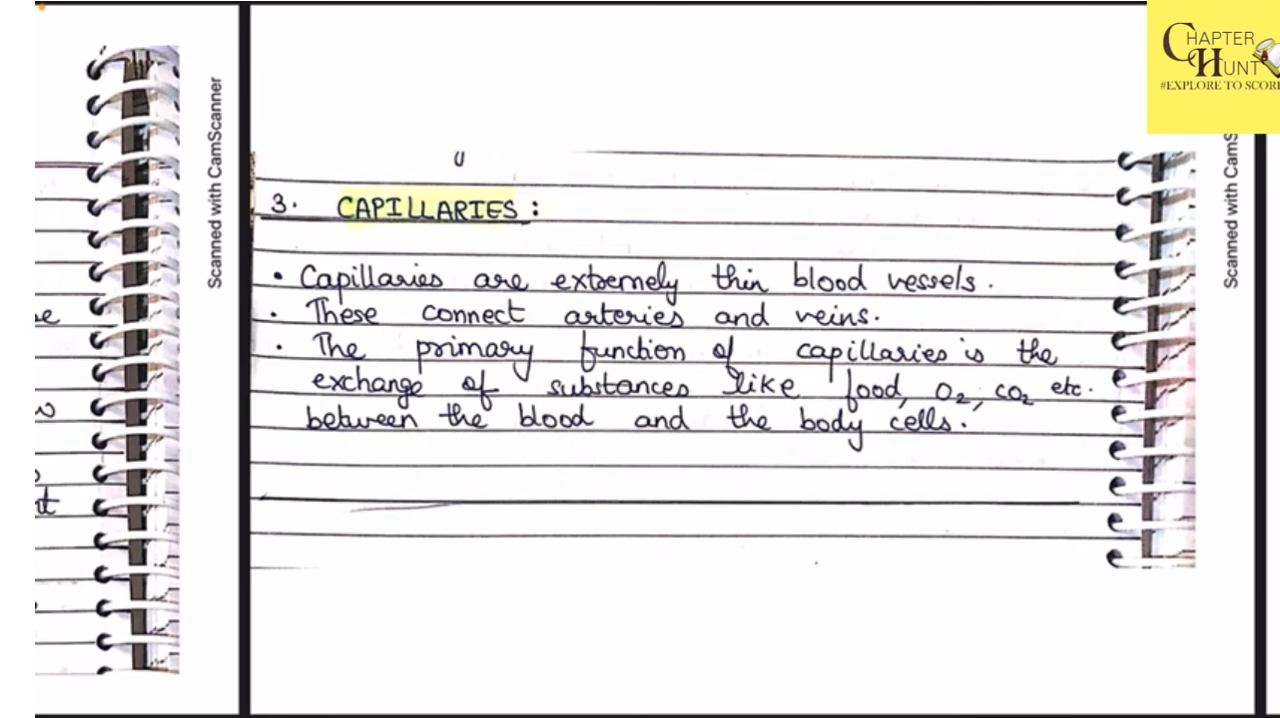 Scanned with CamScanner
e
w
t
CHAPTER
HUNT
#EXPLORE TO SCORE
Scanned with CamS
3. CAPILLARIES :
• Capillaries are extremely thin blood vessels.
• These connect arteries and veins.
• The primary function of capillaries is the
exchange of substances like food, O₂, CO₂ etc.
between the blood and the body cells.